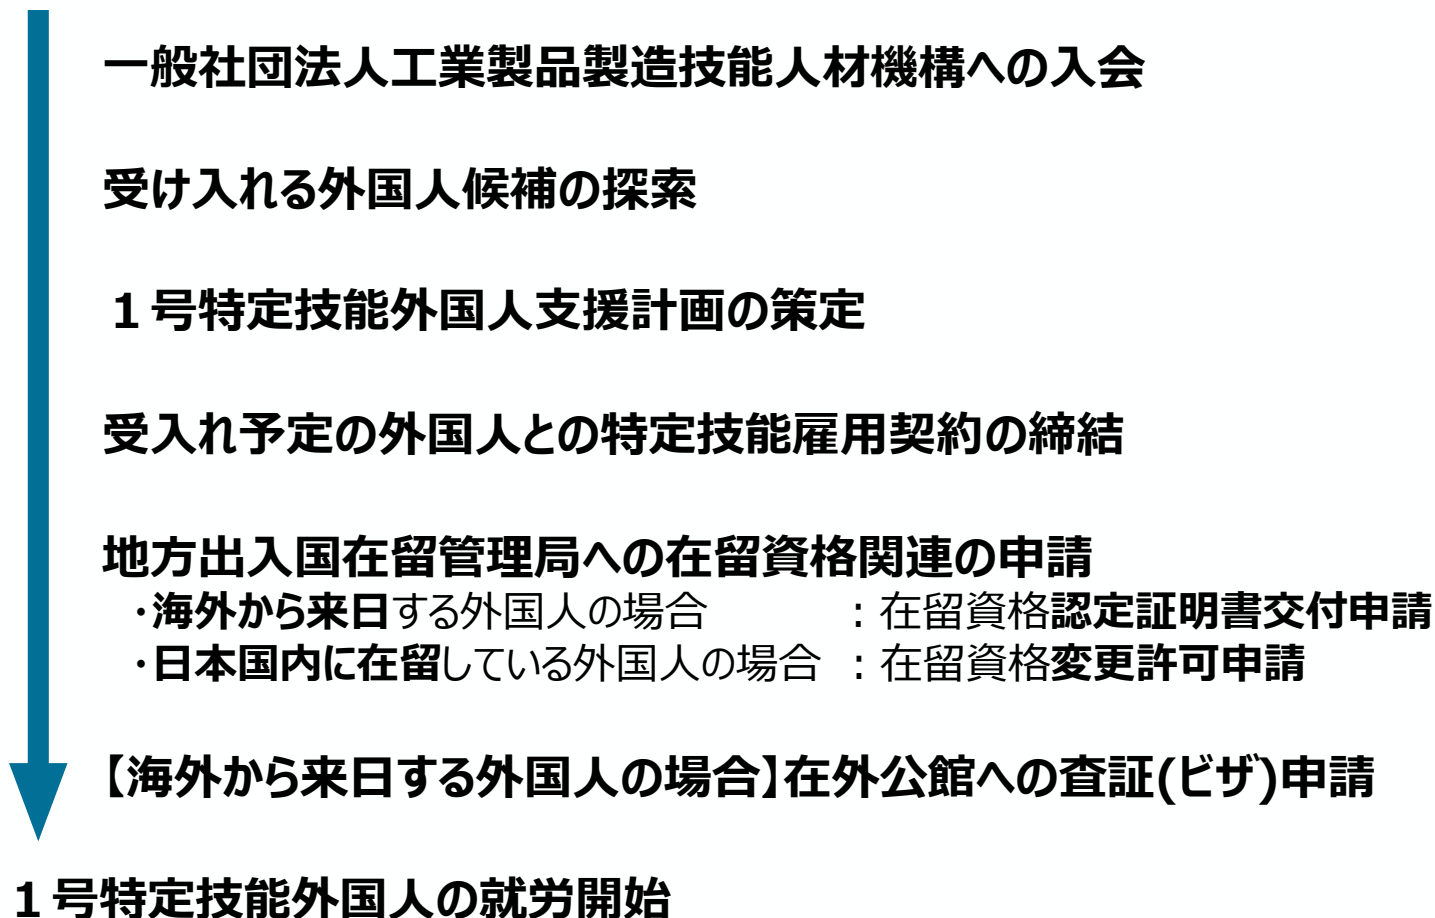 一般社団法人工業製品製造技能人材機構への入会
受け入れる外国人候補の探索
１号特定技能外国人支援計画の策定
受入れ予定の外国人との特定技能雇用契約の締結
地方出入国在留管理局への在留資格関連の申請
・海外から来日する外国人の場合　　　：在留資格認定証明書交付申請
・日本国内に在留している外国人の場合　：在留資格変更許可申請
【海外から来日する外国人の場合】在外公館への査証(ビザ)申請
１号特定技能外国人の就労開始